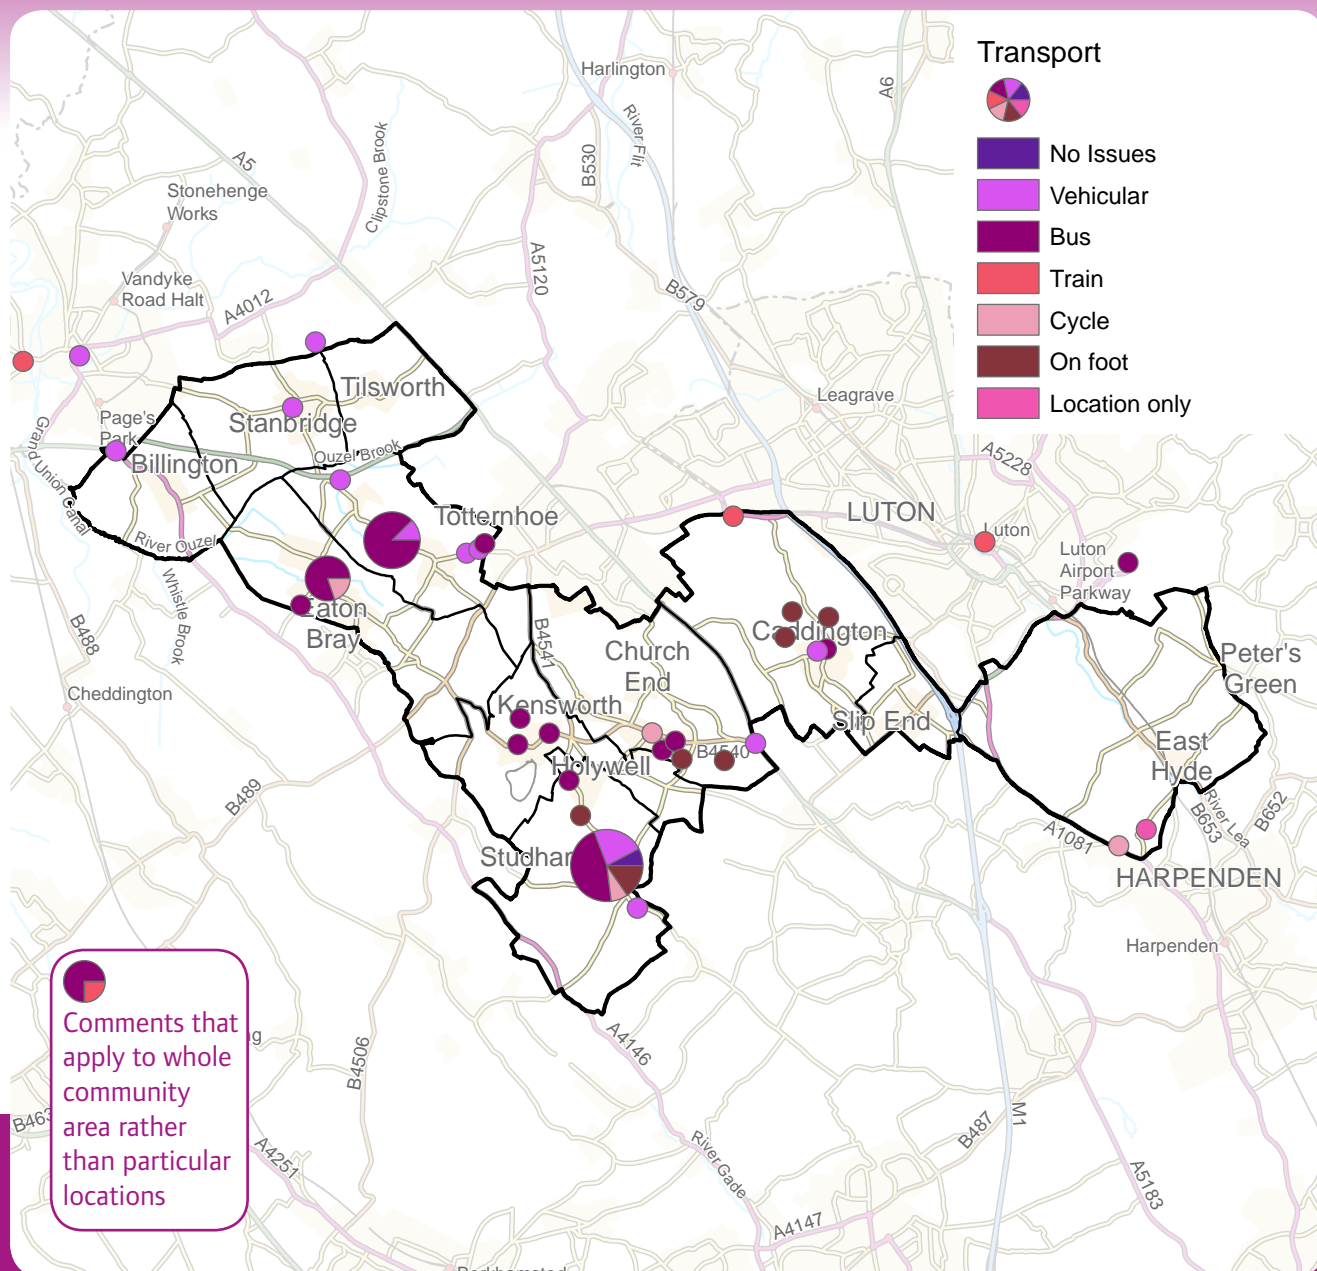 Transport
No Issues
Vehicular
Bus
Train
Cycle
On foot
Location only
Harlington
A6
River Flit
B530
A5
Clipstone Brook
Stonehenge
Works
A5120
Vandyke
Road Halt
A4012
B579
Tilsworth
Leagrave
Page's
Park
Stanbridge
Grand Union Canal
Billington
Ouzel Brook
A5228
Totternhoe
LUTON
Luton
River Ouzel
Luton
Airport
Parkway
Whistle Brook
Eaton
Bray
B488
B4541
Church
End
Caddington
Peter's
Green
Cheddington
Kensworth
Slip End
East
Hyde
B4540
Holywell
B489
River Lea
B653
B652
A1081
Studham
HARPENDEN
Harpenden
Comments that
apply to whole
community
area rather
than particular
locations
B4506
A4146
M1
B487
A4251
River Gade
A5183
A4147